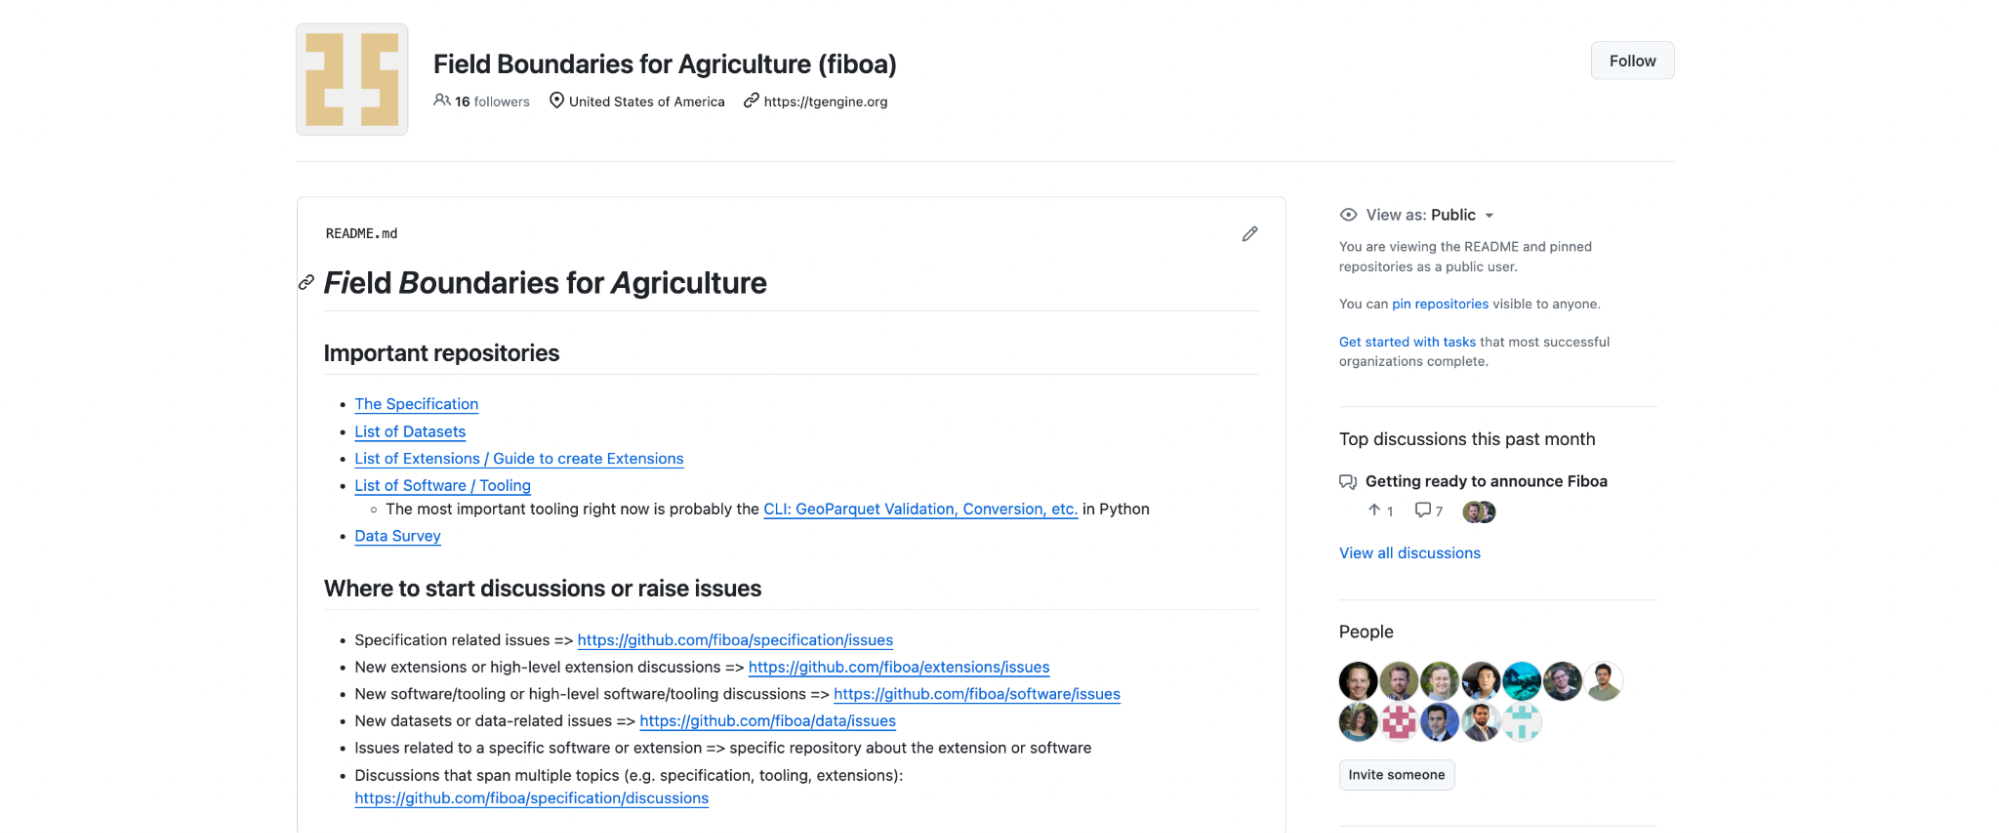 Field Boundaries for Agriculture (fiboa)
16 followers United States of America https://tgengine.org
Follow
README.md
Field Boundaries for Agriculture
Important repositories
• The Specification
• List of Datasets
• List of Extensions / Guide to create Extensions
• List of Software / Tooling
◦ The most important tooling right now is probably the CLI: GeoParquet Validation, Conversion, etc. in Python
• Data Survey
Where to start discussions or raise issues
• Specification related issues => https://github.com/fiboa/specification/issues
• New extensions or high-level extension discussions => https://github.com/fiboa/extensions/issues
• New software/tooling or high-level software/tooling discussions => https://github.com/fiboa/software/issues
• New datasets or data-related issues => https://github.com/fiboa/data/issues
• Issues related to a specific software or extension => specific repository about the extension or software
• Discussions that span multiple topics (e.g. specification, tooling, extensions):
https://github.com/fiboa/specification/discussions
View as: Public
You are viewing the README and pinned
repositories as a public user.
You can pin repositories visible to anyone.
Get started with tasks that most successful
organizations complete.
Top discussions this past month
Getting ready to announce Fiboa
1 7
View all discussions
People
Invite someone